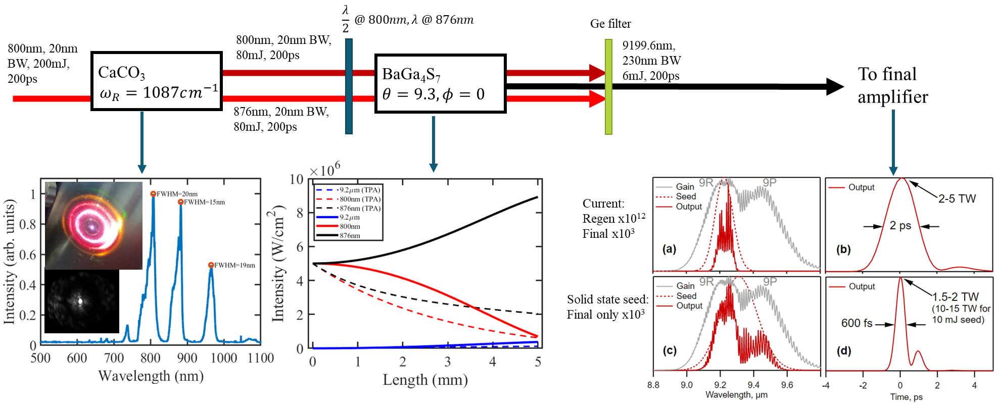 λ/2 @ 800nm, λ @ 876nm
Ge filter
800nm, 20nm
BW, 200mJ,
200ps
CaCO3
ωR = 1087cm−1
800nm, 20nm BW,
80mJ, 200ps
876nm, 20nm BW,
80mJ, 200ps
BaGa4S7
θ = 9.3, ϕ = 0
9199.6nm,
230nm BW
6mJ, 200ps
To final
amplifier
Intensity (arb. units)
1
0.8
0.6
0.4
0.2
0
FWHM=20nm
FWHM=15nm
FWHM=19nm
500 600 700 800 900 1000 1100
Wavelength (nm)
×10^6
Intensity (W/cm2)
10
8
6
4
2
0
9.2μm (TPA)
800nm (TPA)
876nm (TPA)
9.2μm
800nm
876nm
0 1 2 3 4 5
Length (mm)
Current:
Regen x10^12
Final x10^3
Solid state seed:
Final only x10^3
Gain
Seed
Output
9R 9P
(a)
Output
2-5 TW
2 ps
(b)
Gain
Seed
Output
9R 9P
(c)
Output
1.5-2 TW
(10-15 TW for
10 mJ seed)
600 fs
(d)
8.8 9.0 9.2 9.4 9.6
Wavelength, μm
-4 -2 0 2 4
Time, ps